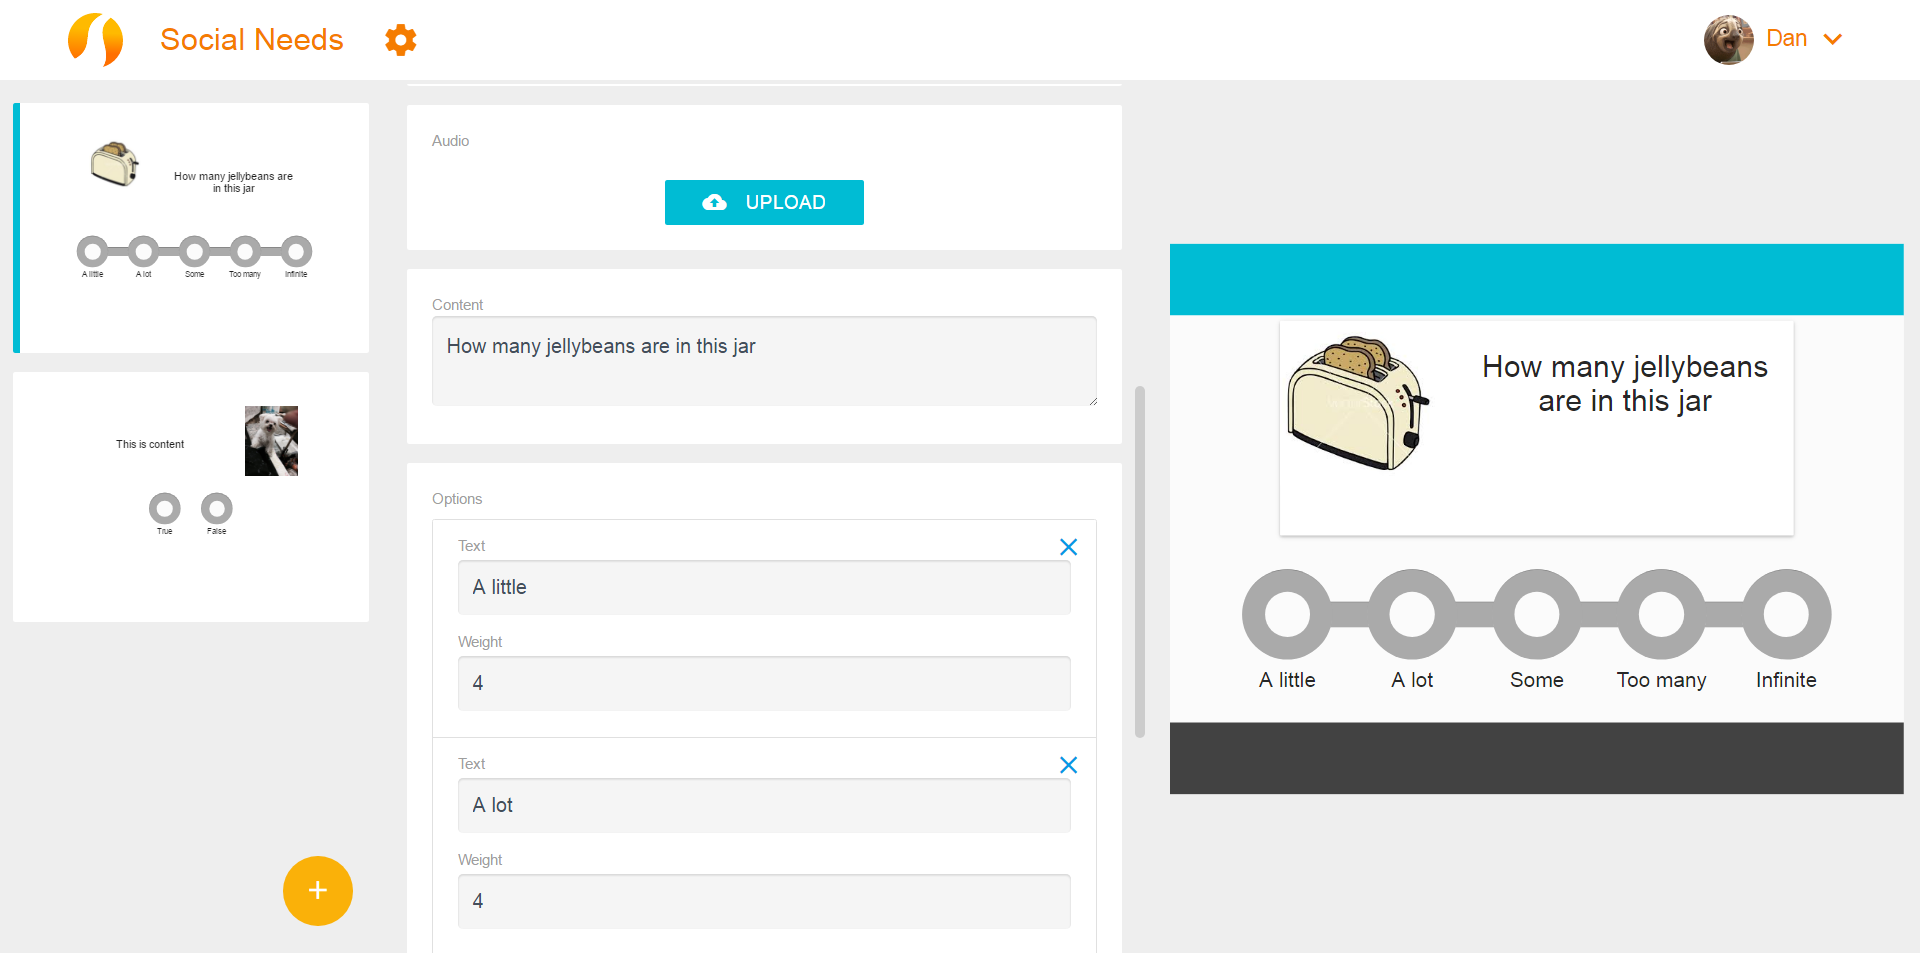 Social Needs
Dan
How many jellybeans are
in this jar
A little
A lot
Some
Too many
Infinite
This is content
True
False
Audio
UPLOAD
Content
How many jellybeans are in this jar
Options
Text
A little
Weight
4
Text
A lot
Weight
4
How many jellybeans
are in this jar
A little
A lot
Some
Too many
Infinite